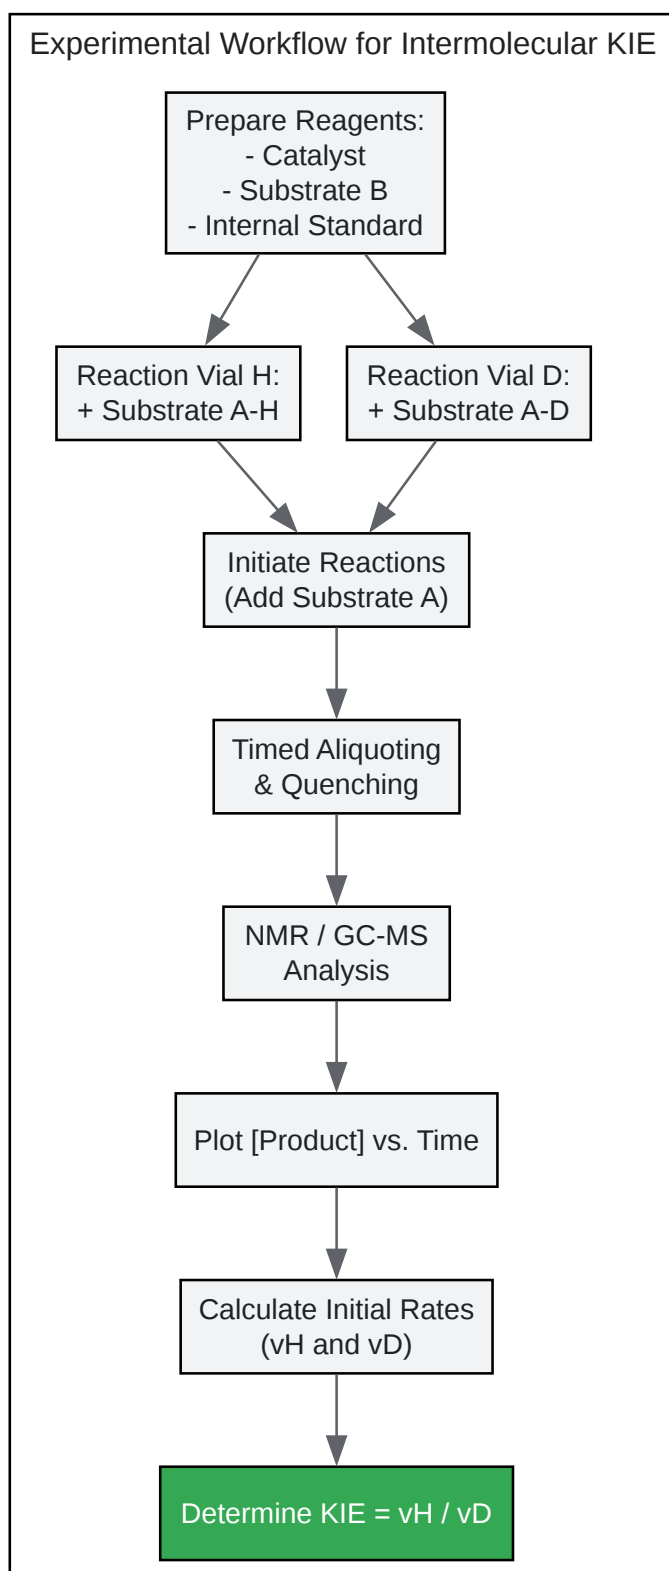 Experimental Workflow for Intermolecular KIE
Prepare Reagents:
- Catalyst
- Substrate B
- Internal Standard
Reaction Vial H:
+ Substrate A-H
Reaction Vial D:
+ Substrate A-D
Initiate Reactions
(Add Substrate A)
Timed Aliquoting
& Quenching
NMR / GC-MS
Analysis
Plot [Product] vs. Time
Calculate Initial Rates
(vH and vD)
Determine KIE = vH / vD